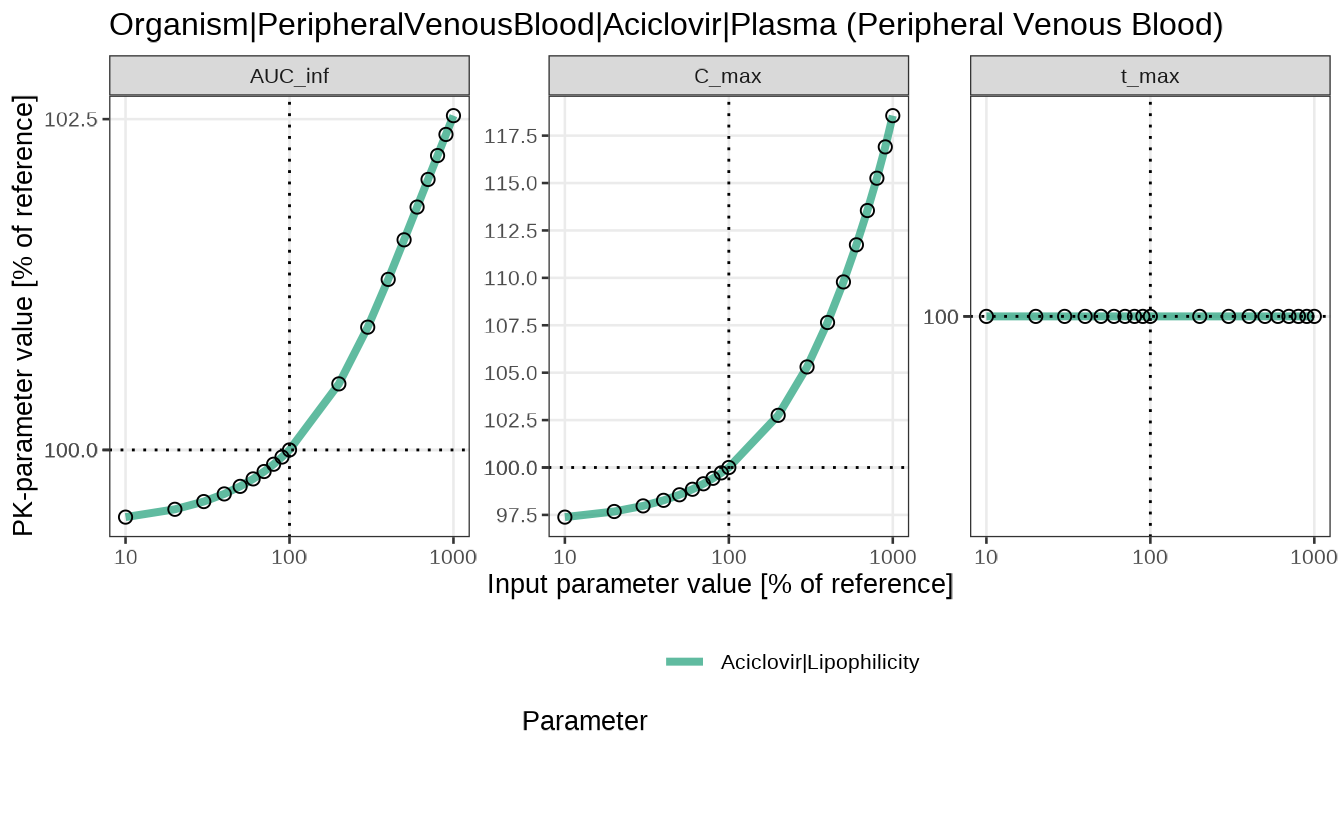 Organism|PeripheralVenousBlood|Aciclovir|Plasma (Peripheral Venous Blood)
AUC_inf
C_max
t_max
PK-parameter value [% of reference]
102.5
100.0
117.5
115.0
112.5
110.0
107.5
105.0
102.5
100.0
97.5
100
10 100 1000
10 100 1000
10 100 1000
Input parameter value [% of reference]
Aciclovir|Lipophilicity
Parameter